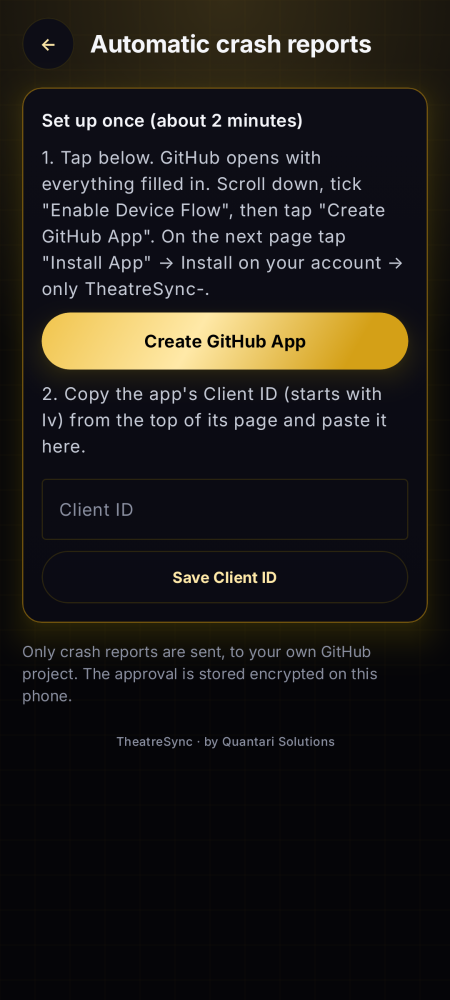 ←
Automatic crash reports
Set up once (about 2 minutes)
1. Tap below. GitHub opens with
everything filled in. Scroll down, tick
"Enable Device Flow", then tap "Create
GitHub App". On the next page tap
"Install App" → Install on your account →
only TheatreSync-.
Create GitHub App
2. Copy the app's Client ID (starts with
Iv) from the top of its page and paste it
here.
Client ID
Save Client ID
Only crash reports are sent, to your own GitHub
project. The approval is stored encrypted on this
phone.
TheatreSync · by Quantari Solutions